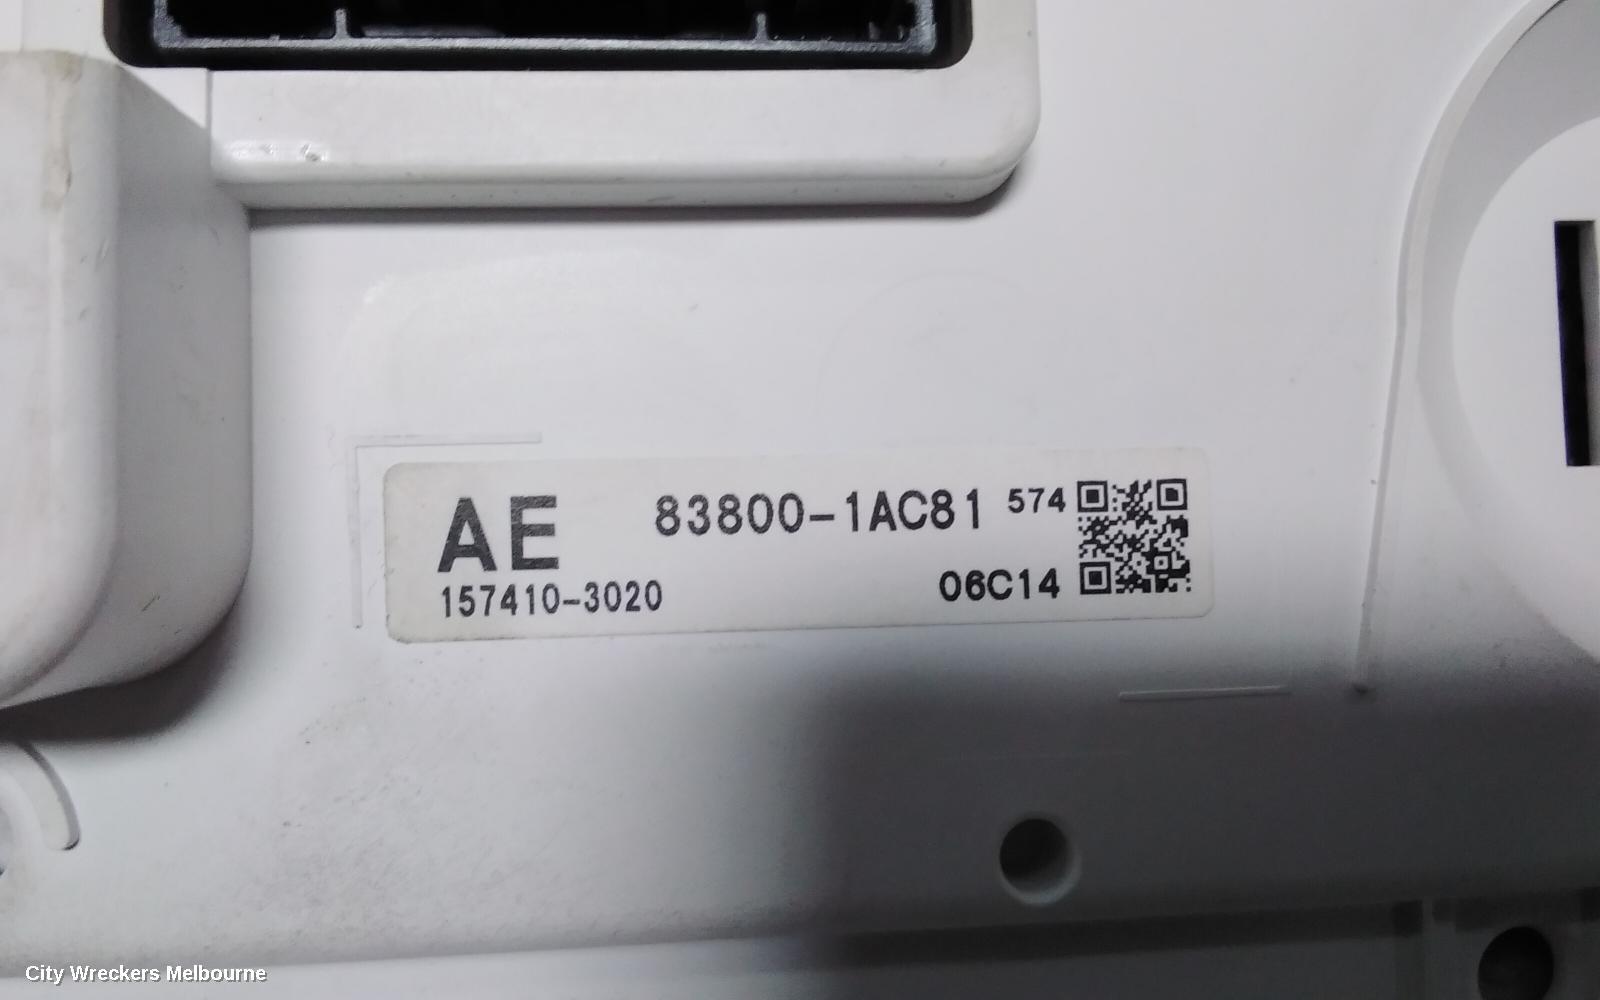 AE 83800-1AC81 574
157410-3020 06C14
City Wreckers Melbourne